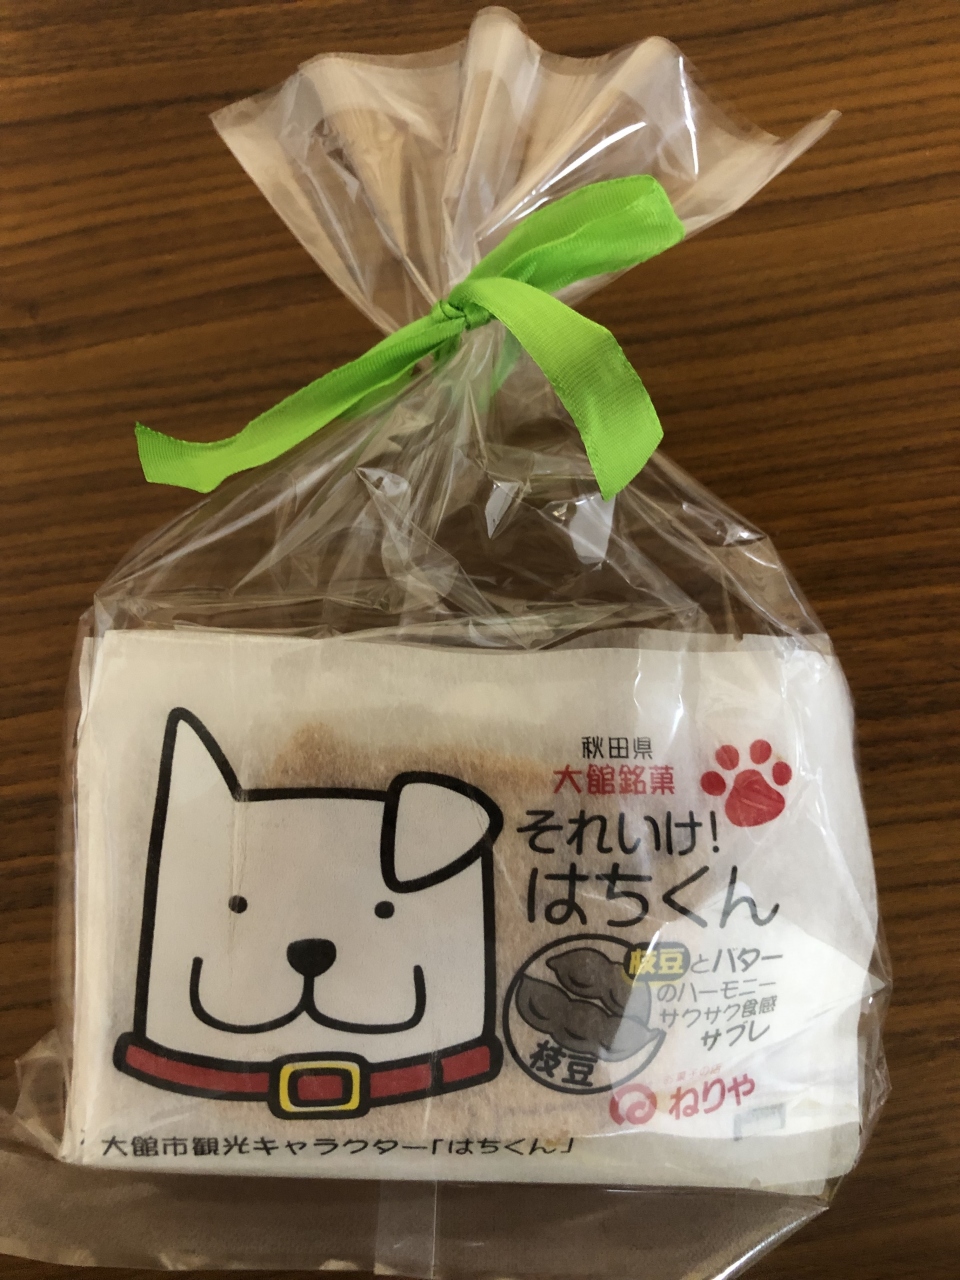 秋田県
大館銘菓
それいけ!
はちくん
枝豆とバター
のハーモニー
サクサク食感
サブレ
枝豆
ねりや
大館市観光キャラクター「はちくん」